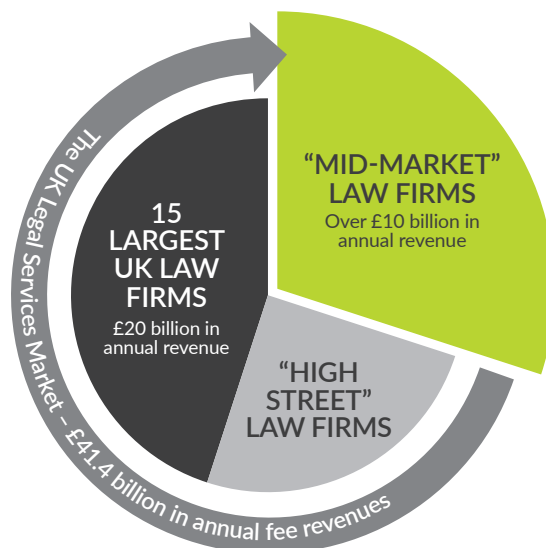 The UK Legal Services Market – £41.4 billion in annual fee revenues
“MID-MARKET”
LAW FIRMS
Over £10 billion in
annual revenue
15
LARGEST
UK LAW
FIRMS
£20 billion in
annual revenue
“HIGH
STREET”
LAW FIRMS